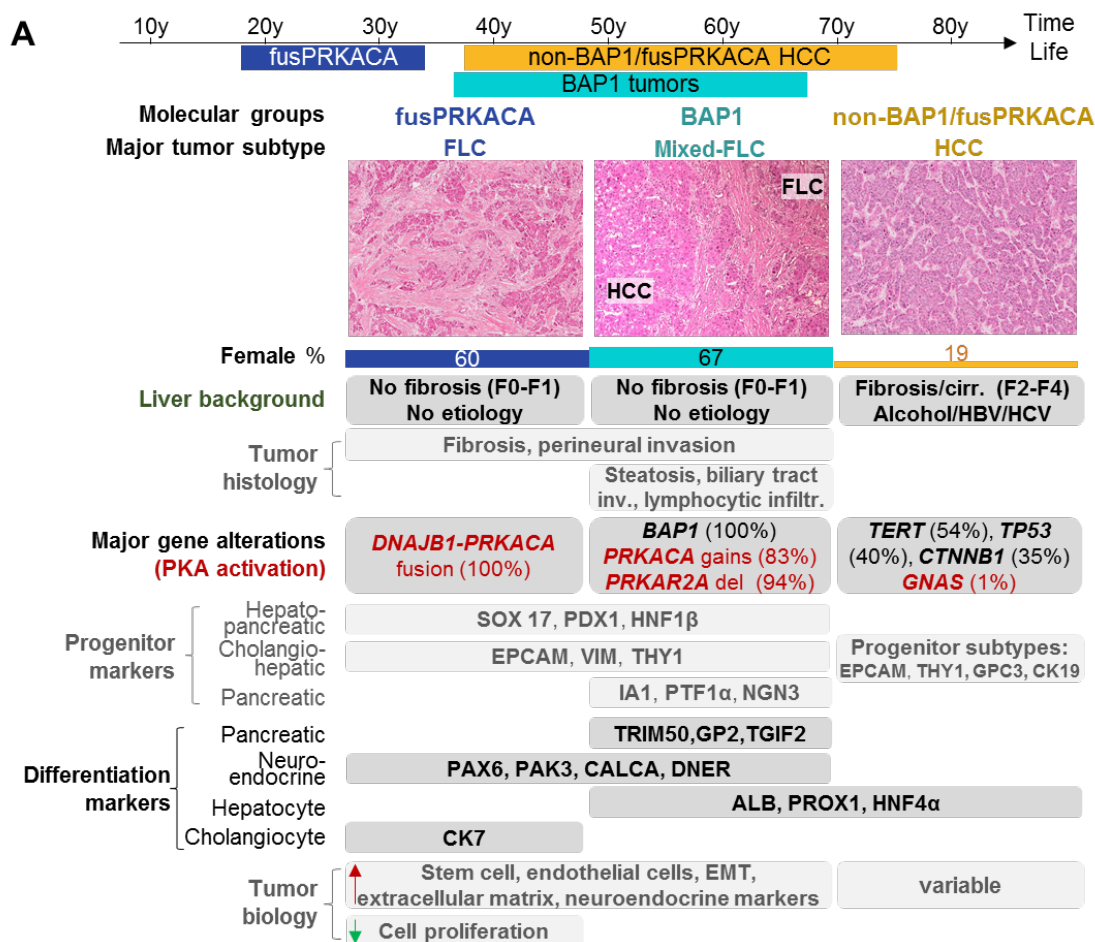 A
10y 20y 30y 40y 50y 60y 70y 80y Time
Life
fusPRKACA non-BAP1/fusPRKACA HCC
BAP1 tumors
Molecular groups fusPRKACA BAP1 non-BAP1/fusPRKACA
Major tumor subtype FLC Mixed-FLC HCC
FLC
HCC
Female % 60 67 19
Liver background
No fibrosis (F0-F1)
No etiology
No fibrosis (F0-F1)
No etiology
Fibrosis/cirr. (F2-F4)
Alcohol/HBV/HCV
Tumor
histology
Fibrosis, perineural invasion
Steatosis, biliary tract
inv., lymphocytic infiltr.
Major gene alterations
(PKA activation)
DNAJB1-PRKACA
fusion (100%)
BAP1 (100%)
PRKACA gains (83%)
PRKAR2A del (94%)
TERT (54%), TP53
(40%), CTNNB1 (35%)
GNAS (1%)
Progenitor
markers
Hepato-
pancreatic
SOX 17, PDX1, HNF1β
Cholangio-
hepatic
EPCAM, VIM, THY1
Progenitor subtypes:
EPCAM, THY1, GPC3, CK19
Pancreatic
IA1, PTF1α, NGN3
Differentiation
markers
Pancreatic
TRIM50,GP2,TGIF2
Neuro-
endocrine
PAX6, PAK3, CALCA, DNER
Hepatocyte
ALB, PROX1, HNF4α
Cholangiocyte
CK7
Tumor
biology
Stem cell, endothelial cells, EMT,
extracellular matrix, neuroendocrine markers
variable
Cell proliferation